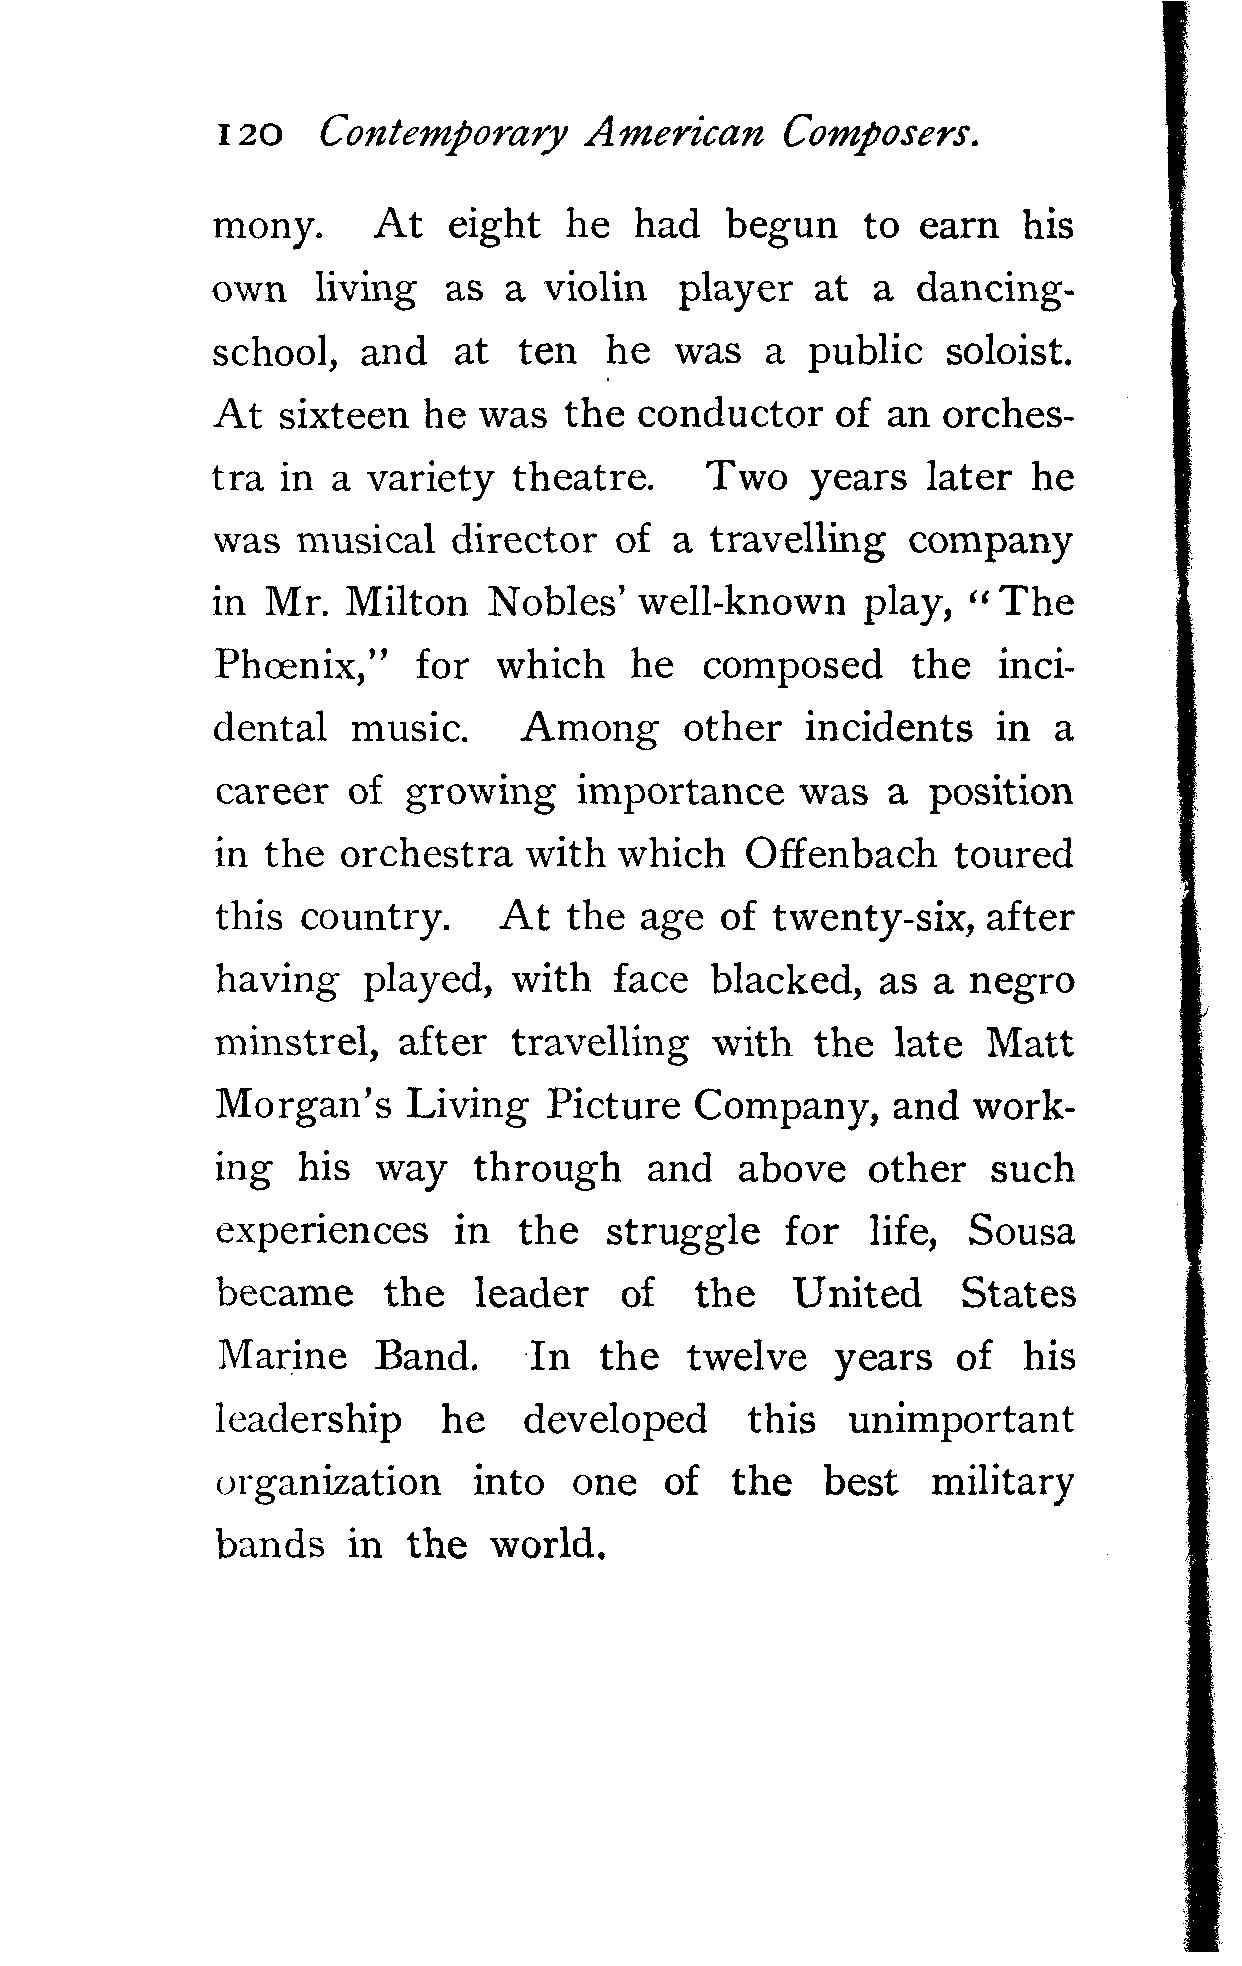 120 Contemporary American Composers.
mony. At eight he had begun to earn his
own living as a violin player at a dancing-
school, and at ten he was a public soloist.
At sixteen he was the conductor of an orches-
tra in a variety theatre. Two years later he
was musical director of a travelling company
in Mr. Milton Nobles' well-known play, "The
Phœnix," for which he composed the inci-
dental music. Among other incidents in a
career of growing importance was a position
in the orchestra with which Offenbach toured
this country. At the age of twenty-six, after
having played, with face blacked, as a negro
minstrel, after travelling with the late Matt
Morgan's Living Picture Company, and work-
ing his way through and above other such
experiences in the struggle for life, Sousa
became the leader of the United States
Marine Band. In the twelve years of his
leadership he developed this unimportant
organization into one of the best military
bands in the world.